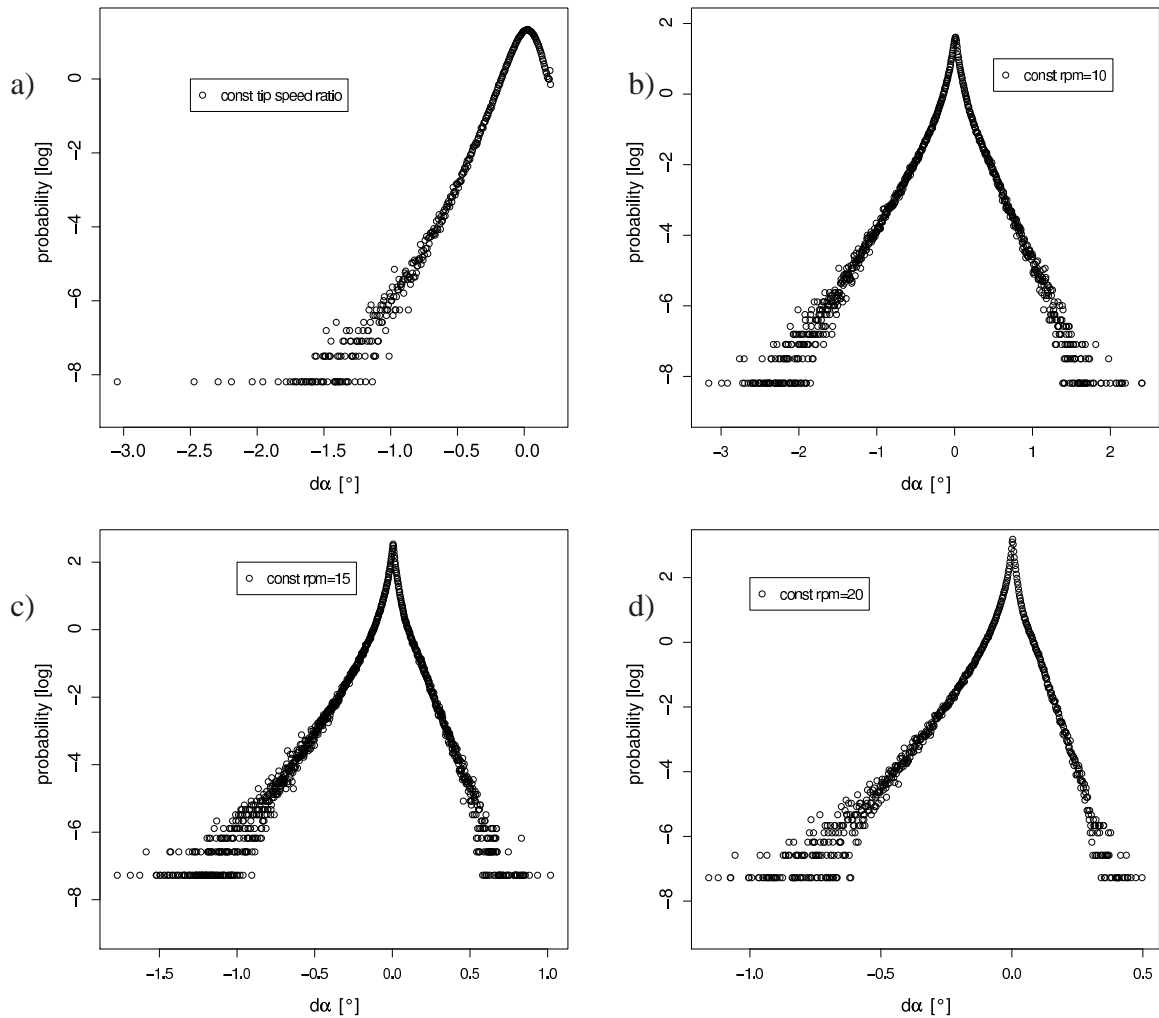 a)
probability [log]
0
−2
−4
−6
−8
const tip speed ratio
−3.0 −2.5 −2.0 −1.5 −1.0 −0.5 0.0
dα [°]
b)
probability [log]
2
0
−2
−4
−6
−8
const rpm=10
−3 −2 −1 0 1 2
dα [°]
c)
probability [log]
2
0
−2
−4
−6
−8
const rpm=15
−1.5 −1.0 −0.5 0.0 0.5 1.0
dα [°]
d)
probability [log]
2
0
−2
−4
−6
−8
const rpm=20
−1.0 −0.5 0.0 0.5
dα [°]